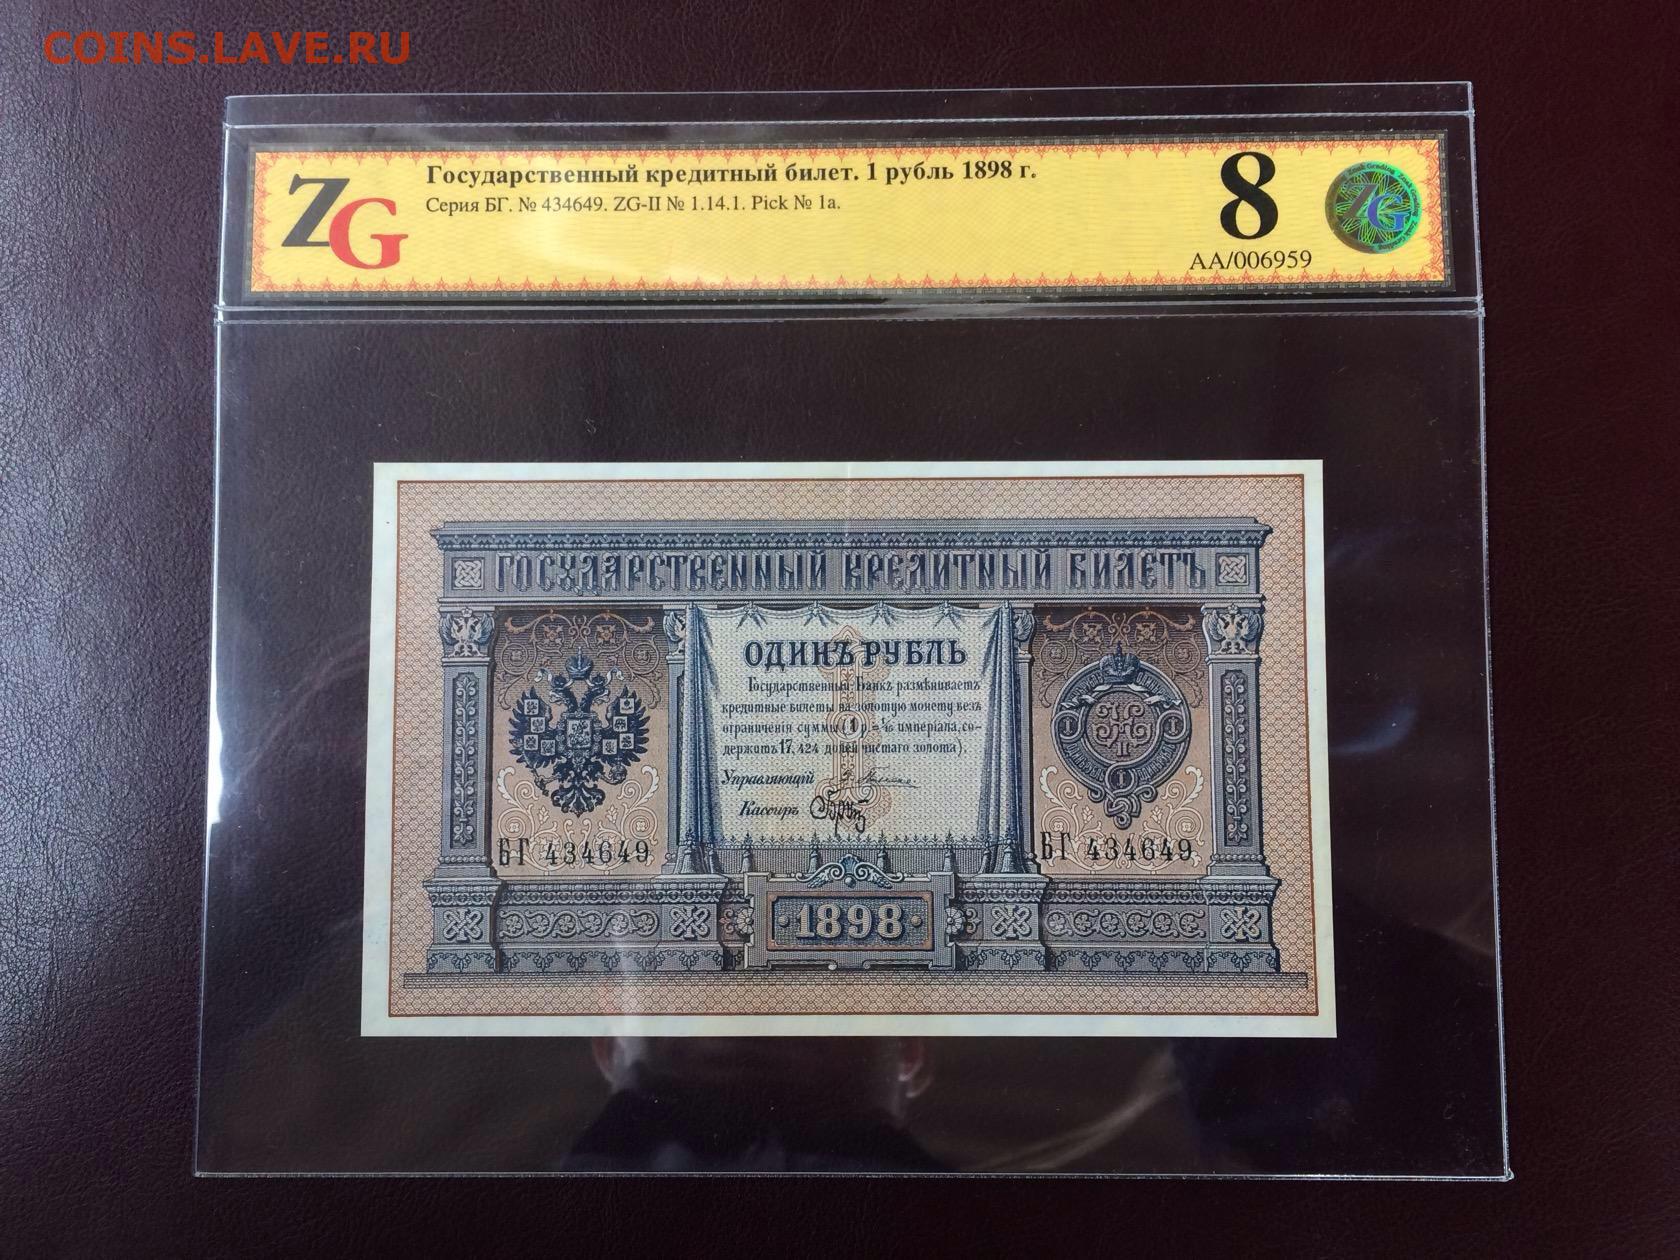 COINS.LAVE.RU
ZG
Государственный кредитный билет. 1 рубль 1898 г.
Серия БГ. № 434649. ZG-II № 1.14.1. Pick № 1а.
8
АА/006959
ZG
ГОСУДАРСТВЕННЫЙ КРЕДИТНЫЙ БИЛЕТЪ
ОДИНЪ РУБЛЬ
Государственный Банкъ размѣниваетъ
кредитные билеты на золотую монету безъ
ограниченія суммы (1 р. = 1/15 имперіала, со-
держитъ 17,424 долей чистаго золота).
Управляющій
Кассиръ
БГ 434649
БГ 434649
1898